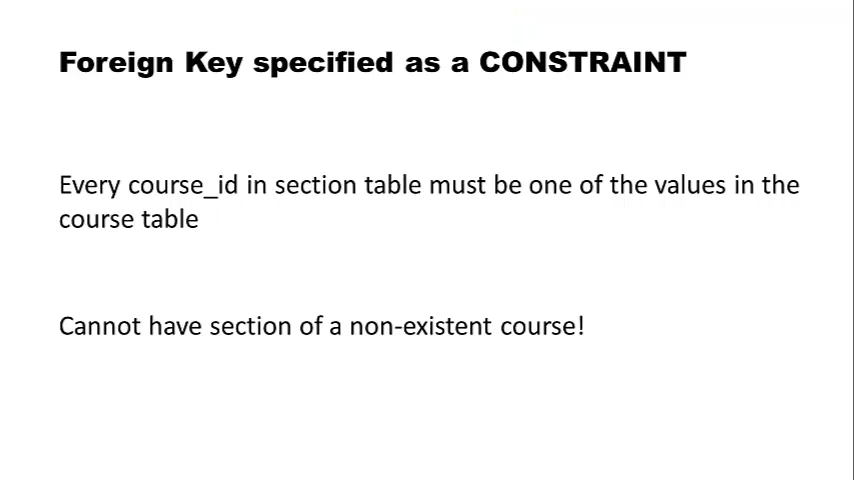 Foreign Key specified as a CONSTRAINT
Every course_id in section table must be one of the values in the
course table
Cannot have section of a non-existent course!